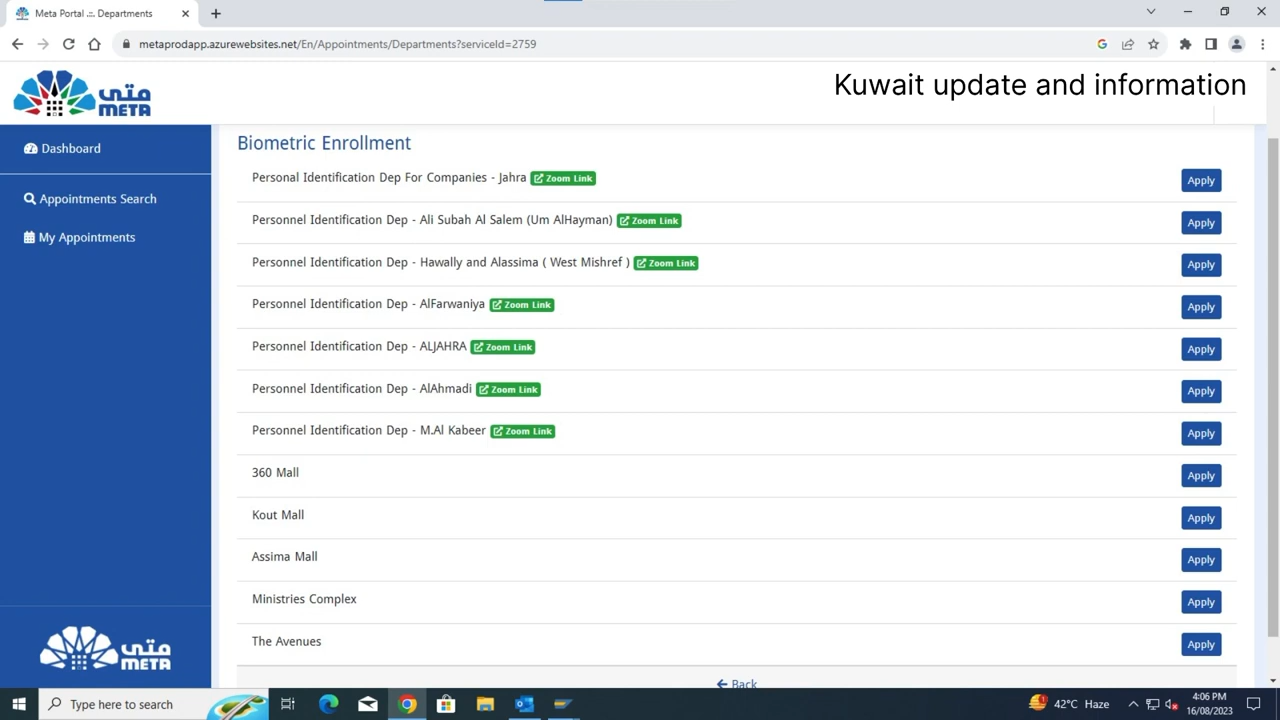 Meta Portal .:. Departments
metaprodapp.azurewebsites.net/En/Appointments/Departments?serviceId=2759
متى
META
Kuwait update and information
Dashboard
Appointments Search
My Appointments
Biometric Enrollment
Personal Identification Dep For Companies - Jahra Zoom Link Apply
Personnel Identification Dep - Ali Subah Al Salem (Um AlHayman) Zoom Link Apply
Personnel Identification Dep - Hawally and Alassima ( West Mishref ) Zoom Link Apply
Personnel Identification Dep - AlFarwaniya Zoom Link Apply
Personnel Identification Dep - ALJAHRA Zoom Link Apply
Personnel Identification Dep - AlAhmadi Zoom Link Apply
Personnel Identification Dep - M.Al Kabeer Zoom Link Apply
360 Mall Apply
Kout Mall Apply
Assima Mall Apply
Ministries Complex Apply
The Avenues Apply
Back
متى
META
Type here to search
42°C Haze
4:06 PM
16/08/2023